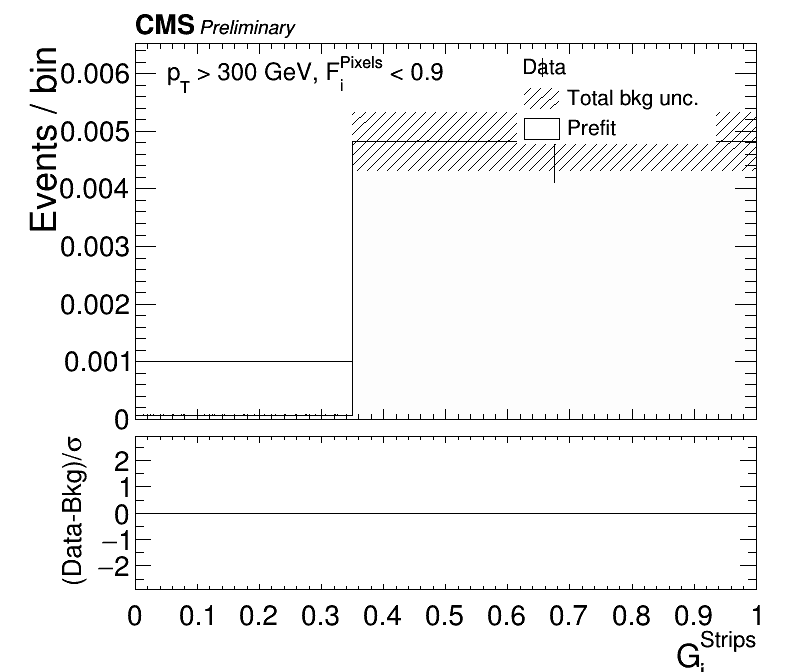 CMS Preliminary
p_T > 300 GeV, F_i^Pixels < 0.9
Data
Total bkg unc.
Prefit
Events / bin
0.006
0.005
0.004
0.003
0.002
0.001
0
(Data-Bkg)/σ
2
1
0
−1
−2
0 0.1 0.2 0.3 0.4 0.5 0.6 0.7 0.8 0.9 1
G_i^Strips